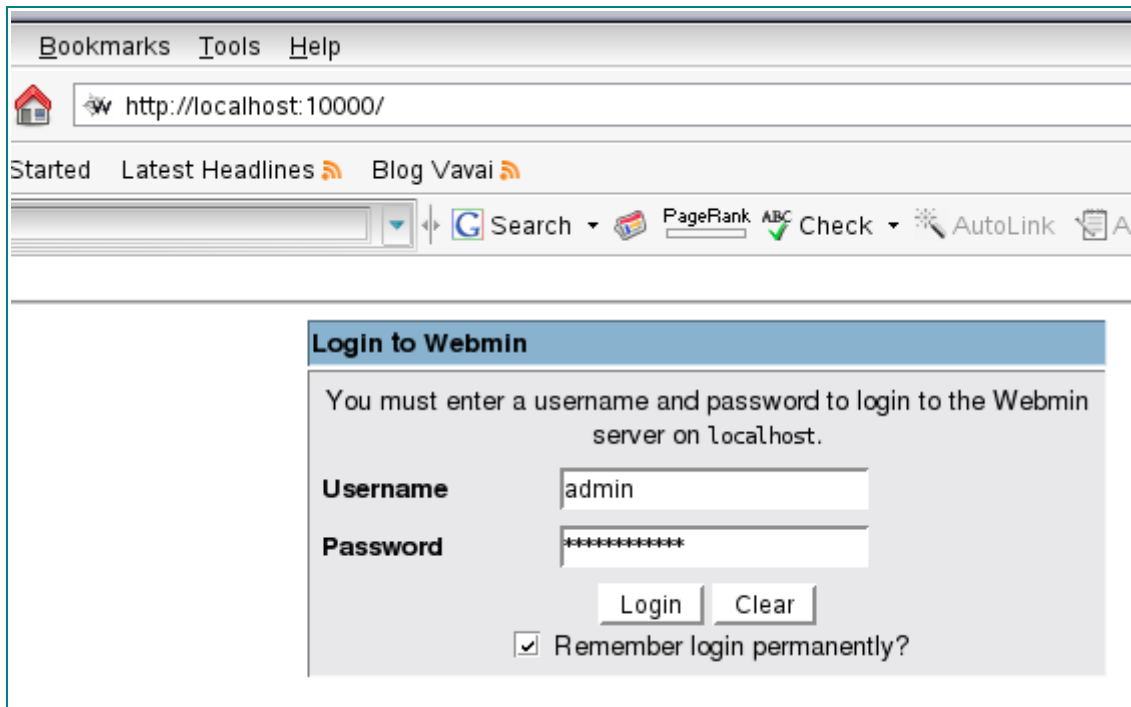 Bookmarks Tools Help
http://localhost:10000/
Started Latest Headlines Blog Vavai
Search PageRank ABC Check AutoLink A
Login to Webmin
You must enter a username and password to login to the Webmin
server on localhost.
Username admin
Password ************
Login Clear
Remember login permanently?